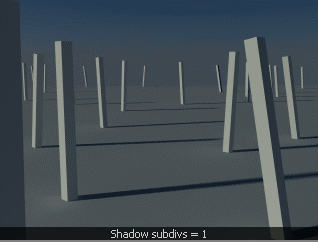 Shadow subdivs = 1